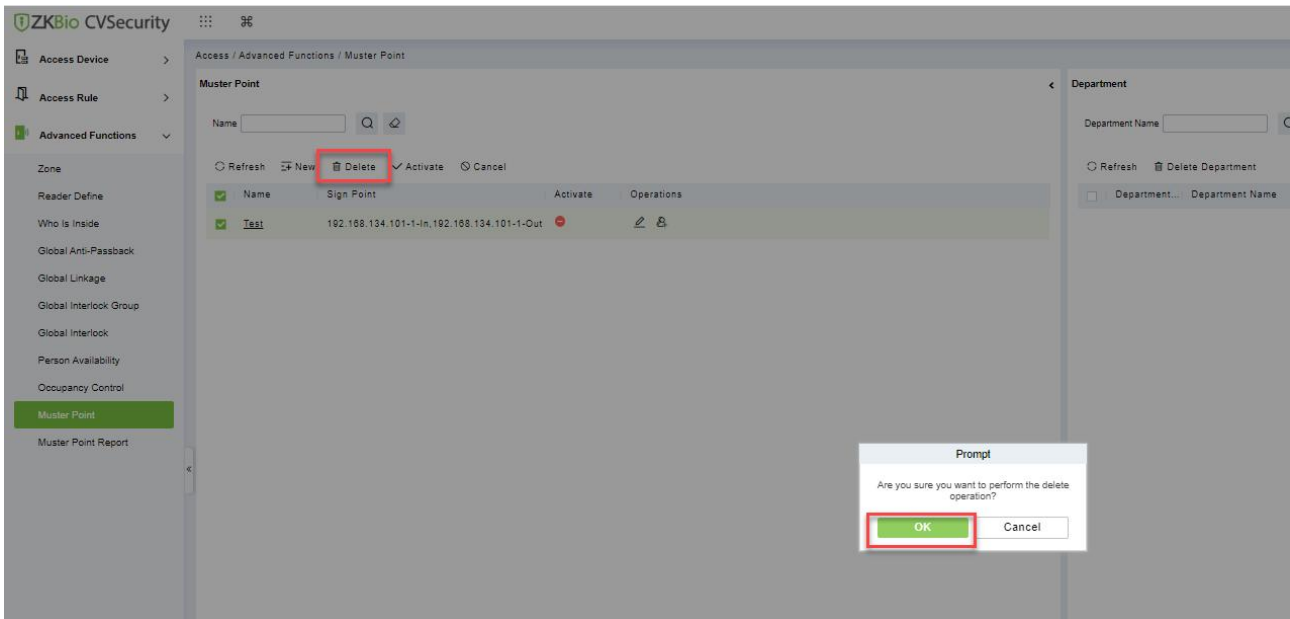 ZKBio CVSecurity
Access Device
Access Rule
Advanced Functions
Zone
Reader Define
Who Is Inside
Global Anti-Passback
Global Linkage
Global Interlock Group
Global Interlock
Person Availability
Occupancy Control
Muster Point
Muster Point Report
Access / Advanced Functions / Muster Point
Muster Point
Name
Refresh New Delete Activate Cancel
Name Sign Point Activate Operations
Test 192.168.134.101-1-In,192.168.134.101-1-Out
Department
Department Name
Refresh Delete Department
Department... Department Name
Prompt
Are you sure you want to perform the delete
operation?
OK Cancel